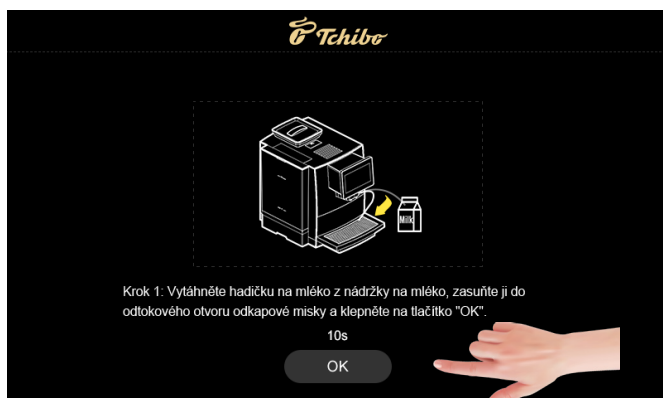 Tchibo
Milk
Krok 1: Vytáhněte hadičku na mléko z nádržky na mléko, zasuňte ji do
odtokového otvoru odkapové misky a klepněte na tlačítko "OK".
10s
OK